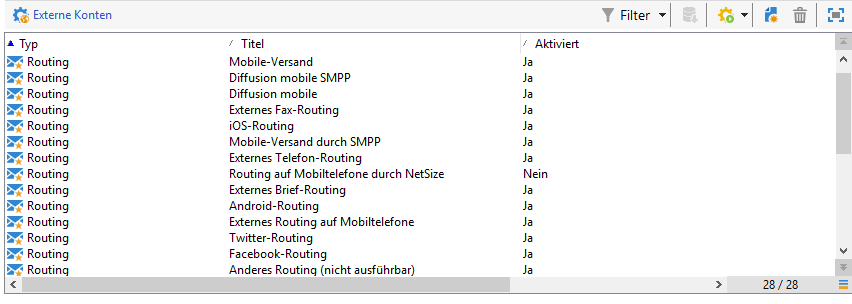 Externe Konten Filter
Typ Titel Aktiviert
Routing Mobile-Versand Ja
Routing Diffusion mobile SMPP Ja
Routing Diffusion mobile Ja
Routing Externes Fax-Routing Ja
Routing iOS-Routing Ja
Routing Mobile-Versand durch SMPP Ja
Routing Externes Telefon-Routing Ja
Routing Routing auf Mobiltelefone durch NetSize Nein
Routing Externes Brief-Routing Ja
Routing Android-Routing Ja
Routing Externes Routing auf Mobiltelefone Ja
Routing Twitter-Routing Ja
Routing Facebook-Routing Ja
Routing Anderes Routing (nicht ausführbar) Ja
28 / 28